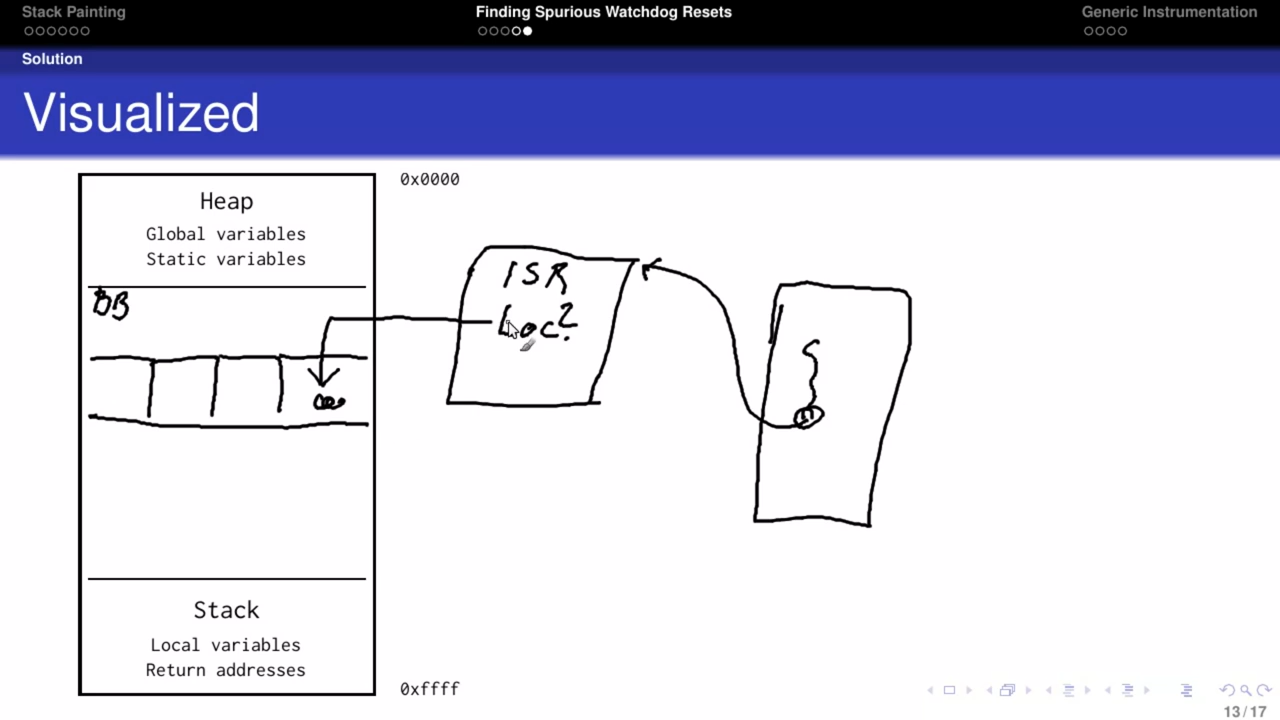 Stack Painting
Finding Spurious Watchdog Resets
Generic Instrumentation
Solution
Visualized
Heap
Global variables
Static variables
BB
Stack
Local variables
Return addresses
0x0000
0xffff
ISR
Loc?
13/17